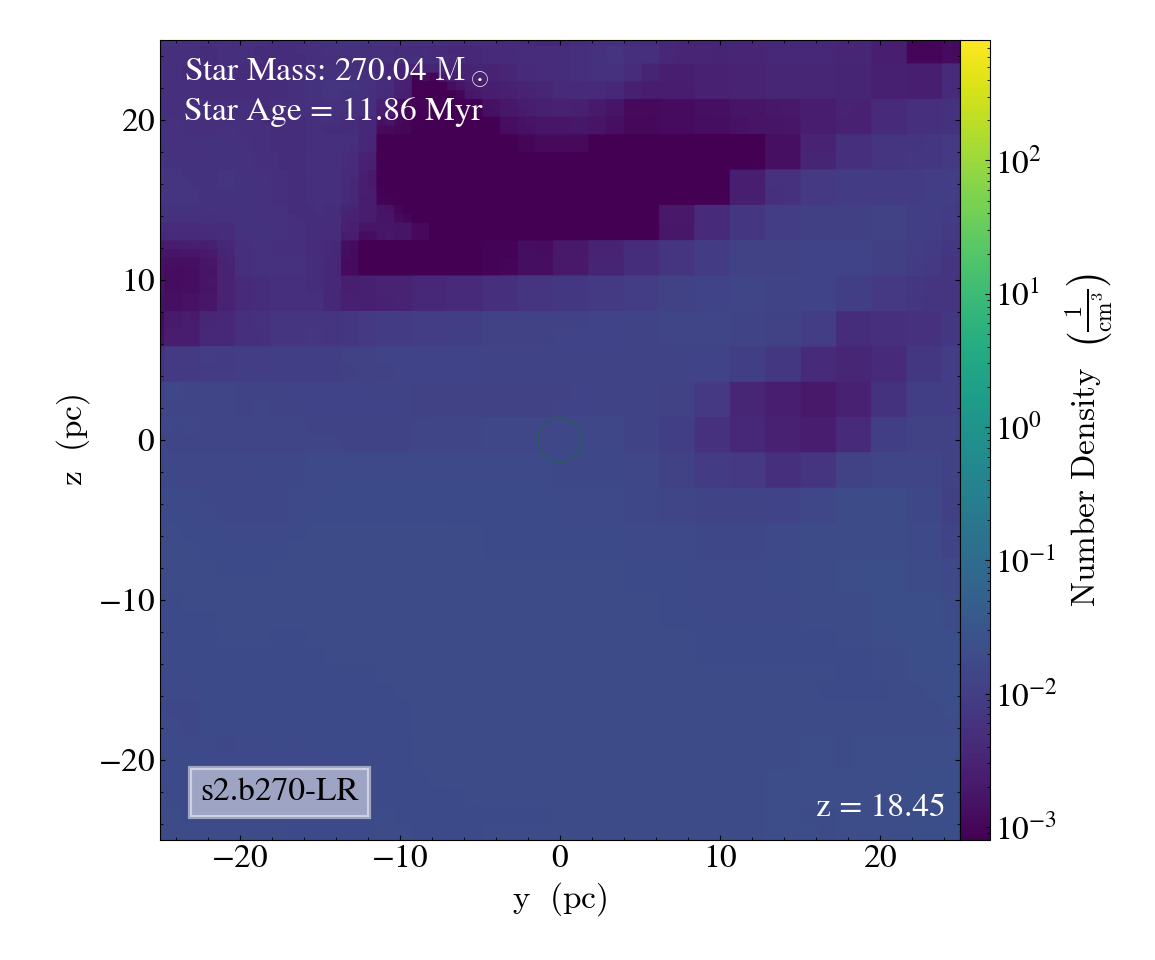 Star Mass: 270.04 M☉
Star Age = 11.86 Myr
20
10
0
−10
−20
z (pc)
s2.b270-LR
z = 18.45
−20 −10 0 10 20
y (pc)
10²
10¹
10⁰
10⁻¹
10⁻²
10⁻³
Number Density (1/cm³)